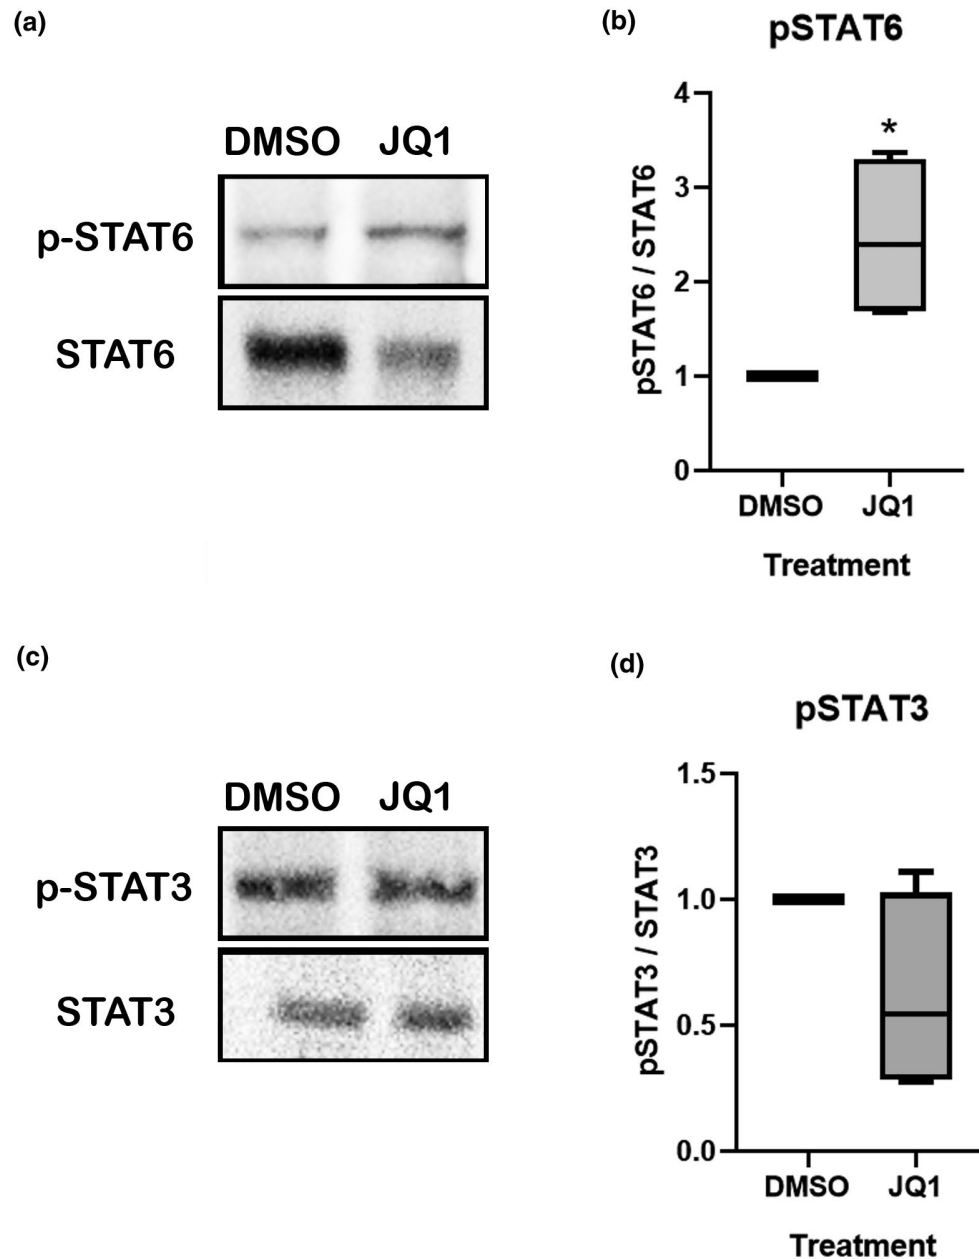 (a)
DMSO JQ1
p-STAT6
STAT6
(b)
pSTAT6
4
*
3
2
1
0
pSTAT6 / STAT6
DMSO JQ1
Treatment
(c)
DMSO JQ1
p-STAT3
STAT3
(d)
pSTAT3
1.5
1.0
0.5
0.0
pSTAT3 / STAT3
DMSO JQ1
Treatment